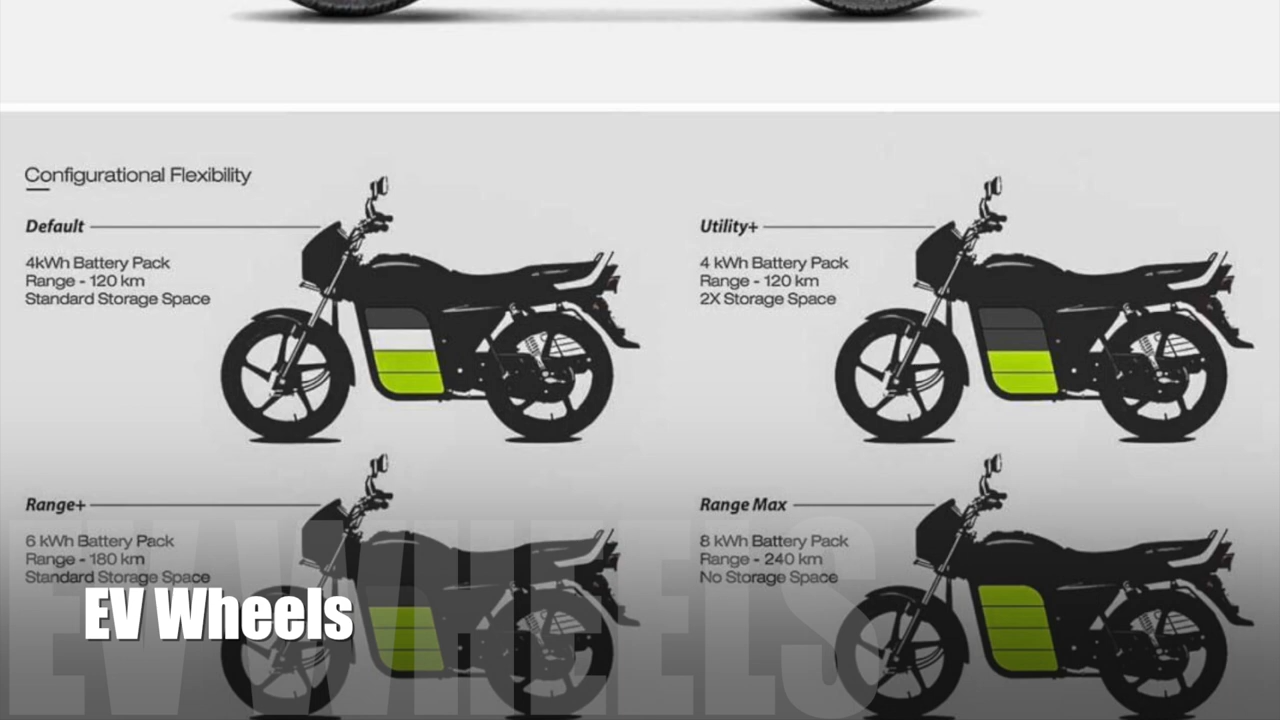 Configurational Flexibility
Default
4kWh Battery Pack
Range - 120 km
Standard Storage Space
Utility+
4 kWh Battery Pack
Range - 120 km
2X Storage Space
Range+
6 kWh Battery Pack
Range - 180 km
Standard Storage Space
Range Max
8 kWh Battery Pack
Range - 240 km
No Storage Space
EV Wheels
EV WHEELS